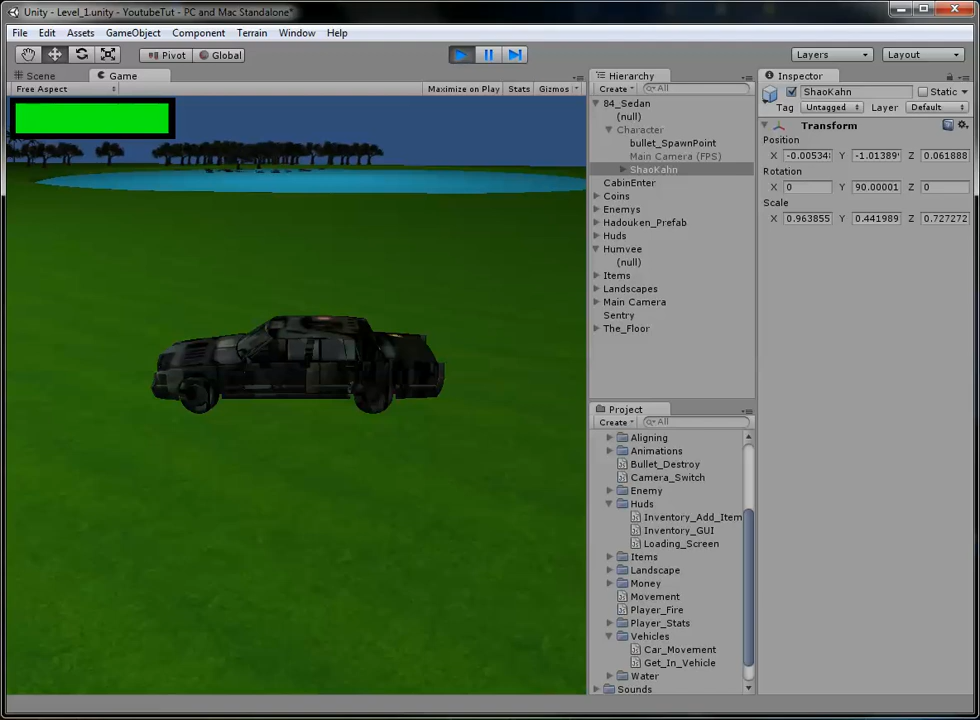 Unity - Level_1.unity - YoutubeTut - PC and Mac Standalone*
File Edit Assets GameObject Component Terrain Window Help
Pivot Global Layers Layout
Scene Game
Free Aspect Maximize on Play Stats Gizmos
Hierarchy
Create All
84_Sedan
(null)
Character
bullet_SpawnPoint
Main Camera (FPS)
ShaoKahn
CabinEnter
Coins
Enemys
Hadouken_Prefab
Huds
Humvee
(null)
Items
Landscapes
Main Camera
Sentry
The_Floor
Project
Create All
Aligning
Animations
Bullet_Destroy
Camera_Switch
Enemy
Huds
Inventory_Add_Item
Inventory_GUI
Loading_Screen
Items
Landscape
Money
Movement
Player_Fire
Player_Stats
Vehicles
Car_Movement
Get_In_Vehicle
Water
Sounds
Inspector
ShaoKahn Static
Tag Untagged Layer Default
Transform
Position
X -0.00534 Y -1.01389 Z 0.061888
Rotation
X 0 Y 90.00001 Z 0
Scale
X 0.963855 Y 0.441989 Z 0.727272